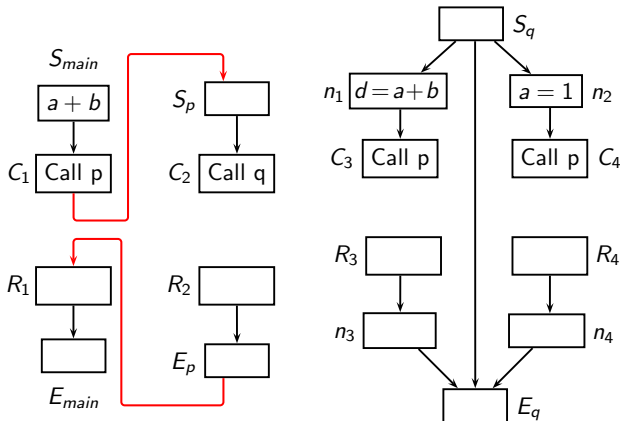 S_main
a + b
C_1 Call p
R_1
E_main
S_p
C_2 Call q
R_2
E_p
S_q
n_1 d = a+b
a = 1 n_2
C_3 Call p
Call p C_4
R_3
R_4
n_3
n_4
E_q